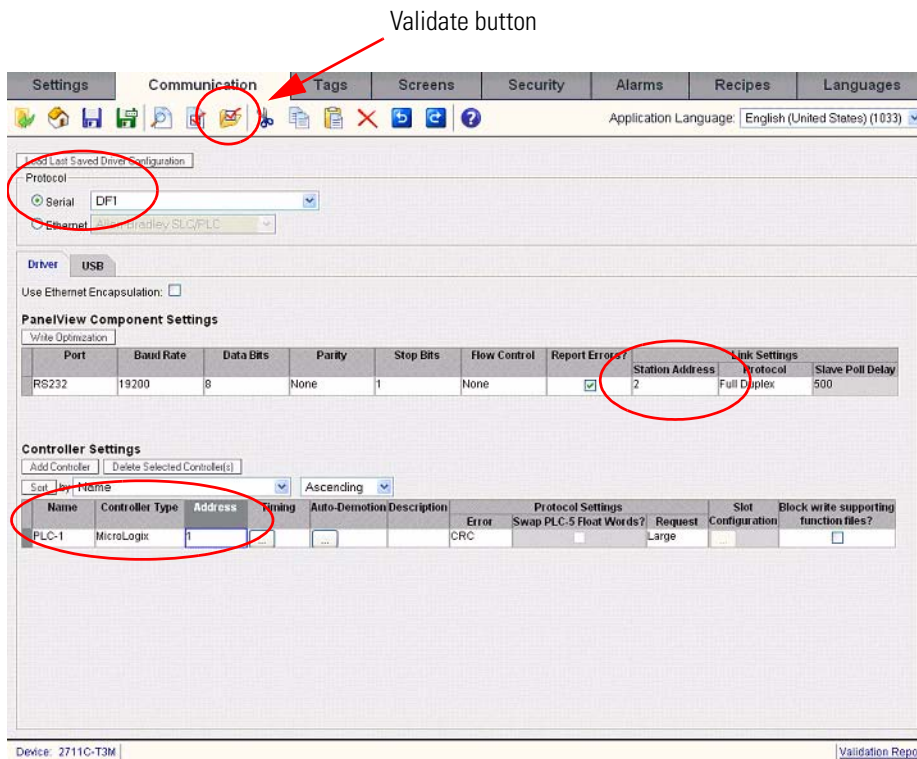 Validate button
Settings Communication Tags Screens Security Alarms Recipes Languages
Application Language: English (United States) (1033)
Load Last Saved Driver Configuration
Protocol
Serial DF1
Ethernet Allen Bradley SLC/PLC
Driver USB
Use Ethernet Encapsulation:
PanelView Component Settings
Write Optimization
Port Baud Rate Data Bits Parity Stop Bits Flow Control Report Errors? Link Settings
Station Address Protocol Slave Poll Delay
RS232 19200 8 None 1 None 2 Full Duplex 500
Controller Settings
Add Controller Delete Selected Controller(s)
Sort by Name Ascending
Name Controller Type Address Timing Auto-Demotion Description Protocol Settings Slot Block write supporting
Error Swap PLC-5 Float Words? Request Configuration function files?
PLC-1 MicroLogix 1 ... ... CRC Large ...
Device: 2711C-T3M Validation Repo